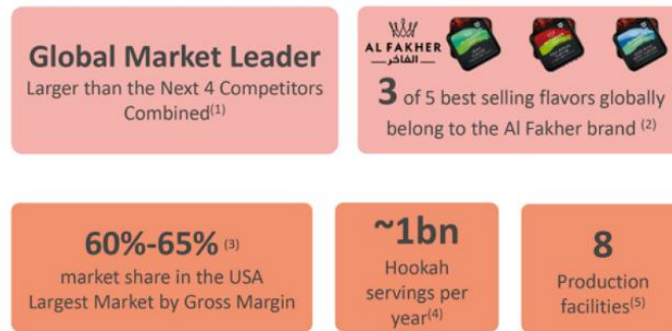 Global Market Leader
Larger than the Next 4 Competitors
Combined(1)
AL FAKHER
الفاخر
3 of 5 best selling flavors globally
belong to the Al Fakher brand (2)
60%-65% (3)
market share in the USA
Largest Market by Gross Margin
~1bn
Hookah
servings per
year(4)
8
Production
facilities(5)